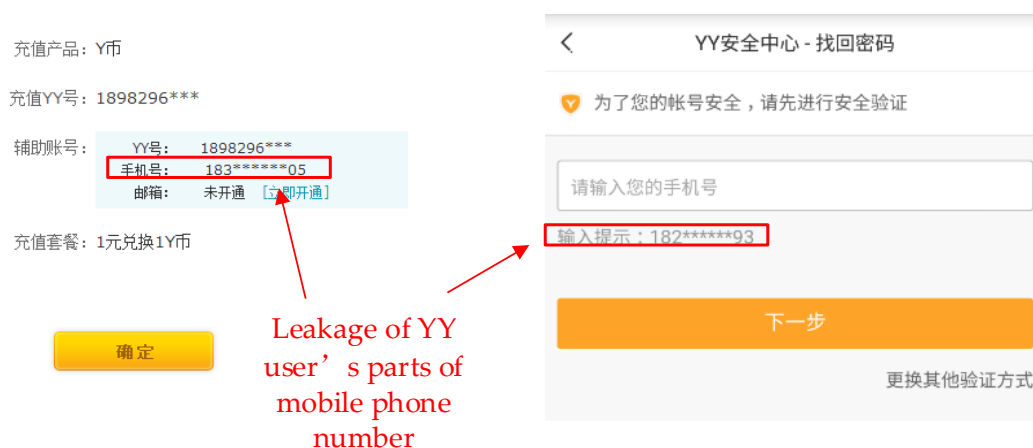 充值产品：Y币
充值YY号：1898296***
辅助账号：
YY号： 1898296***
手机号： 183******05
邮箱： 未开通 [立即开通]
充值套餐：1元兑换1Y币
确定
Leakage of YY
user’s parts of
mobile phone
number
YY安全中心 - 找回密码
为了您的帐号安全，请先进行安全验证
请输入您的手机号
输入提示：182******93
下一步
更换其他验证方式